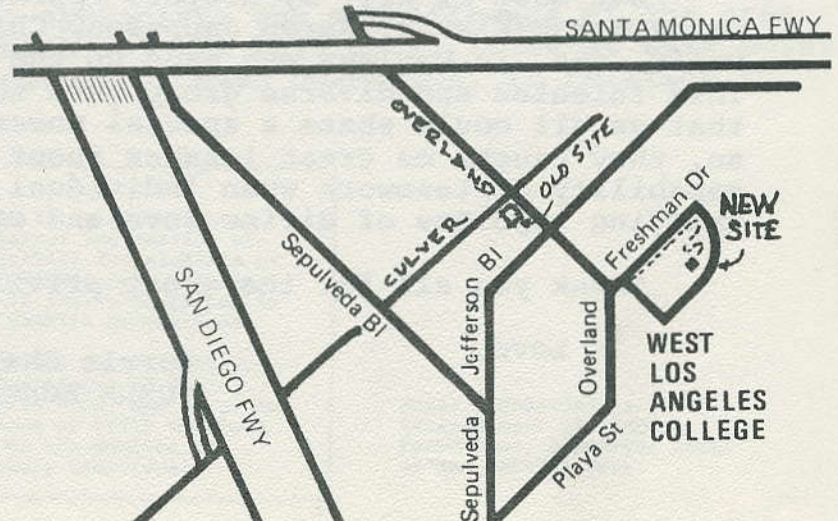 SANTA MONICA FWY
OVERLAND
OLD SITE
CULVER
Sepulveda Bl
SAN DIEGO FWY
Jefferson Bl
Freshman Dr
NEW
SITE
Overland
WEST
LOS
ANGELES
COLLEGE
Playa St
Sepulveda